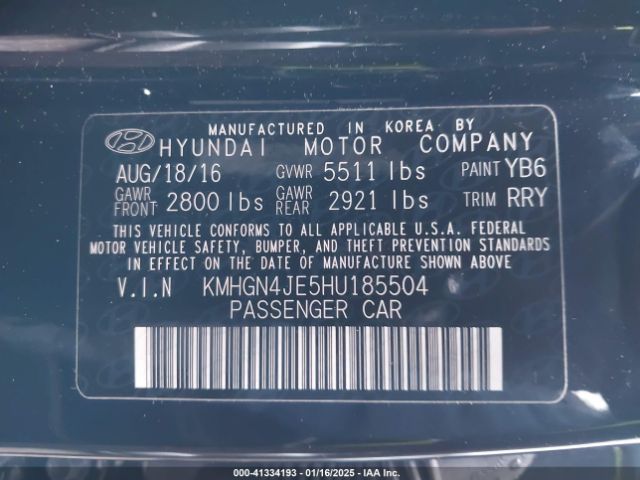 MANUFACTURED IN KOREA BY
HYUNDAI MOTOR COMPANY
AUG/18/16 GVWR 5511 lbs PAINT YB6
GAWR FRONT 2800 lbs GAWR REAR 2921 lbs TRIM RRY
THIS VEHICLE CONFORMS TO ALL APPLICABLE U.S.A. FEDERAL
MOTOR VEHICLE SAFETY, BUMPER, AND THEFT PREVENTION STANDARDS
IN EFFECT ON THE DATE OF MANUFACTURE SHOWN ABOVE
V.I.N KMHGN4JE5HU185504
PASSENGER CAR
000-41334193 - 01/16/2025 - IAAI.COM